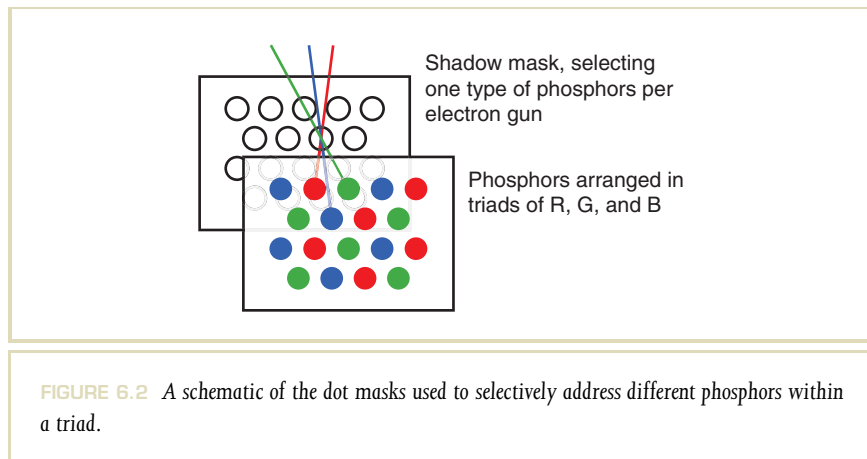 Shadow mask, selecting
one type of phosphors per
electron gun
Phosphors arranged in
triads of R, G, and B
FIGURE 6.2 A schematic of the dot masks used to selectively address different phosphors within
a triad.